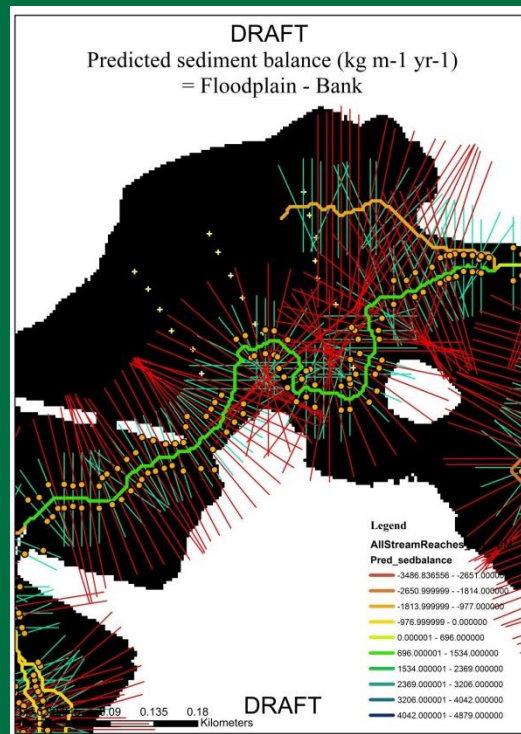 DRAFT
Predicted sediment balance (kg m-1 yr-1)
= Floodplain - Bank
Legend
AllStreamReaches
Pred_sedbalance
-3486.836556 - -2651.000000
-2650.999999 - -1814.000000
-1813.999999 - -977.000000
-976.999999 - 0.000000
0.000001 - 696.000000
696.000001 - 1534.000000
1534.000001 - 2369.000000
2369.000001 - 3206.000000
3206.000001 - 4042.000000
4042.000001 - 4879.000000
0.09 0.135 0.18
Kilometers
DRAFT